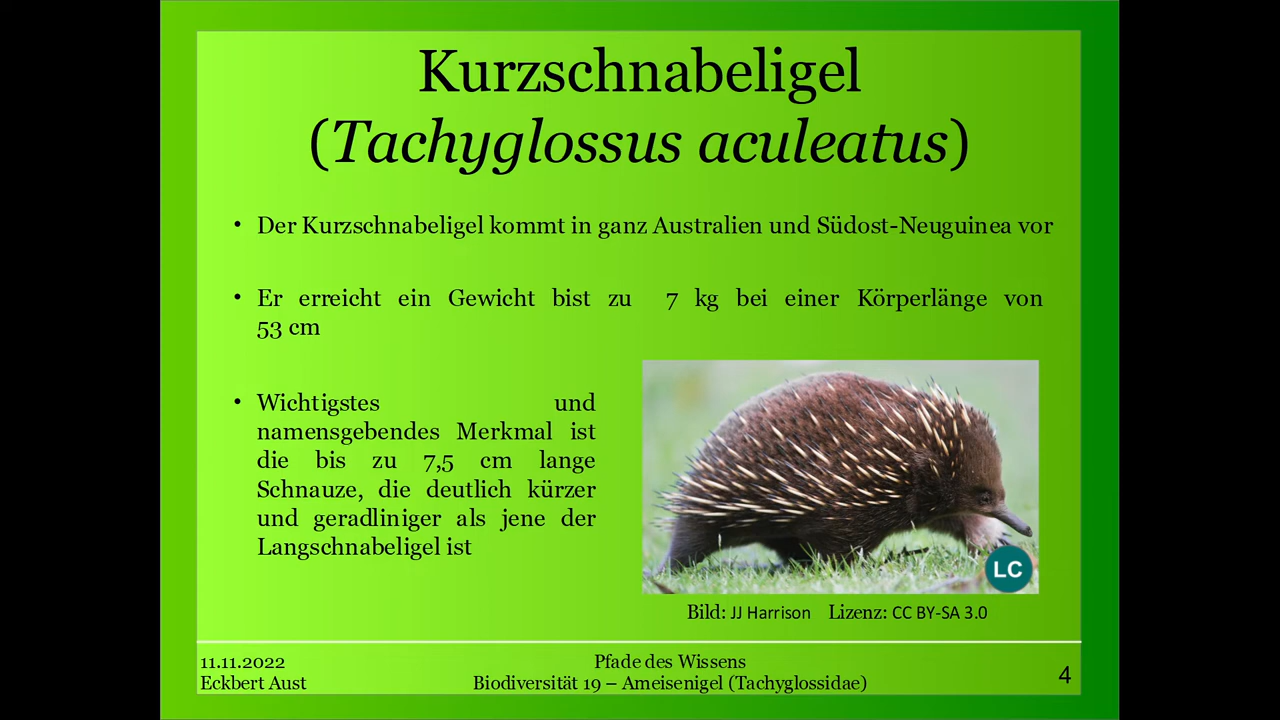 Kurzschnabeligel
(Tachyglossus aculeatus)
• Der Kurzschnabeligel kommt in ganz Australien und Südost-Neuguinea vor
• Er erreicht ein Gewicht bist zu 7 kg bei einer Körperlänge von
53 cm
• Wichtigstes und
namensgebendes Merkmal ist
die bis zu 7,5 cm lange
Schnauze, die deutlich kürzer
und geradliniger als jene der
Langschnabeligel ist
LC
Bild: JJ Harrison Lizenz: CC BY-SA 3.0
11.11.2022
Eckbert Aust
Pfade des Wissens
Biodiversität 19 – Ameisenigel (Tachyglossidae)
4